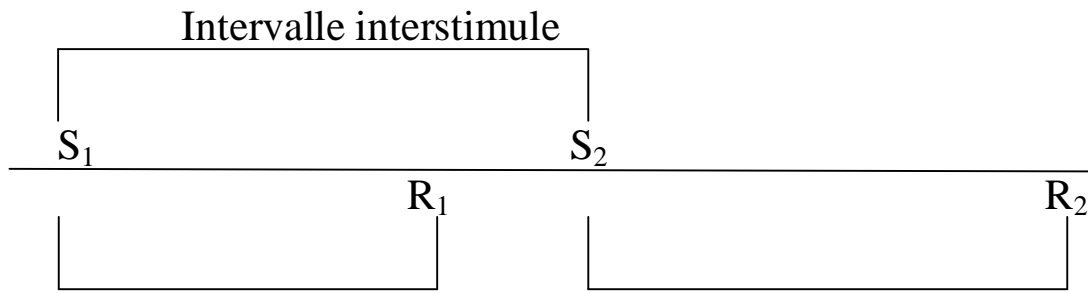 Intervalle interstimule
S₁ S₂
R₁ R₂